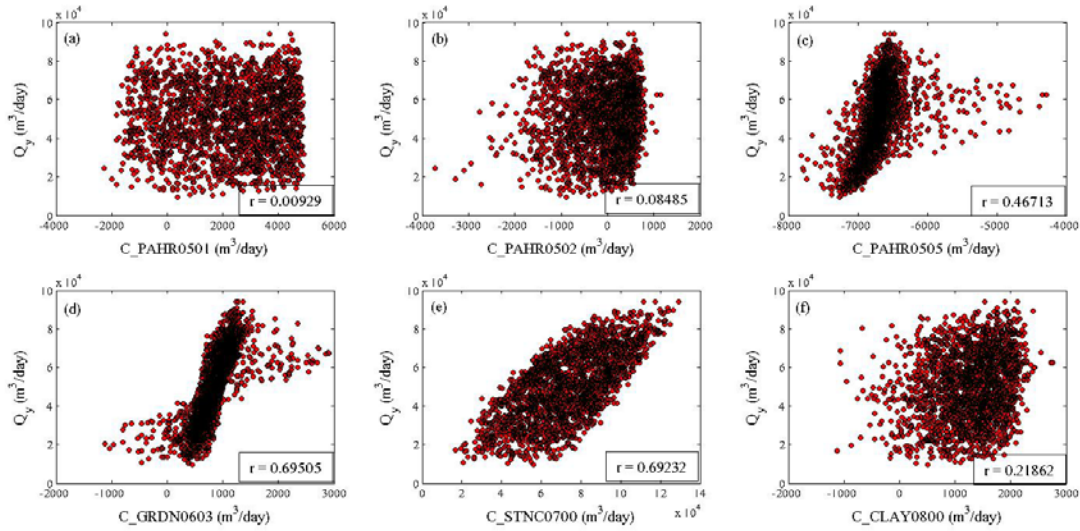 x 10^4
(a)
10
8
6
4
2
0
Q_y (m^3/day)
r = 0.00929
-4000 -2000 0 2000 4000 6000
C_PAHR0501 (m^3/day)
x 10^4
(b)
10
8
6
4
2
0
Q_y (m^3/day)
r = 0.08485
-4000 -3000 -2000 -1000 0 1000 2000
C_PAHR0502 (m^3/day)
x 10^4
(c)
10
8
6
4
2
0
Q_y (m^3/day)
r = 0.46713
-8000 -7000 -6000 -5000 -4000
C_PAHR0505 (m^3/day)
x 10^4
(d)
10
8
6
4
2
0
Q_y (m^3/day)
r = 0.69505
-2000 -1000 0 1000 2000 3000
C_GRDN0603 (m^3/day)
x 10^4
(e)
10
8
6
4
2
0
Q_y (m^3/day)
r = 0.69232
0 2 4 6 8 10 12 14
x 10^4
C_STNC0700 (m^3/day)
x 10^4
(f)
10
8
6
4
2
0
Q_y (m^3/day)
r = 0.21862
-2000 -1000 0 1000 2000 3000
C_CLAY0800 (m^3/day)